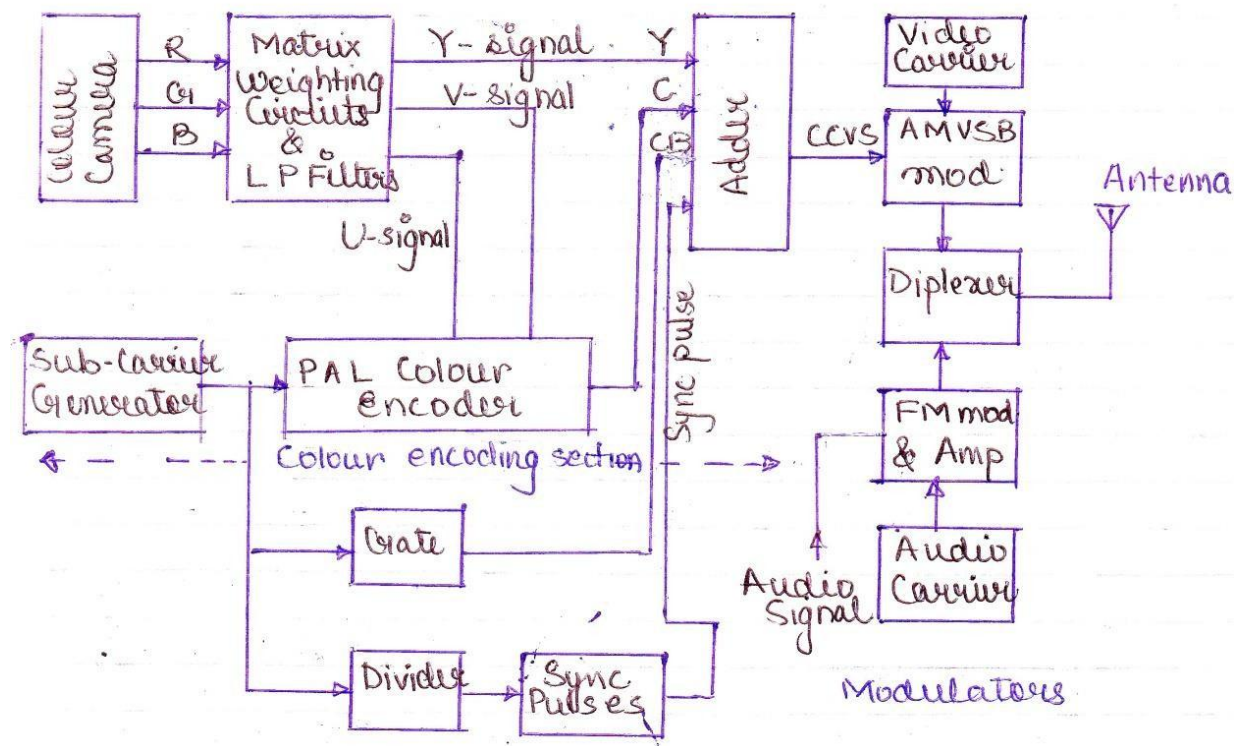 Colour
Camera
R
G
B
Matrix
Weighting
Circiuts
&
LP Filters
Y-signal
V-signal
U-signal
Y
C
CB
Adder
Sync pulse
CCVS
Video
Carrier
AMVSB
mod.
Antenna
Diplexer
FM mod
& Amp
Audio
Carrier
Audio
Signal
Sub-Carrier
Generator
PAL Colour
encoder
Colour encoding section
Gate
Divider
Sync
Pulses
Modulators